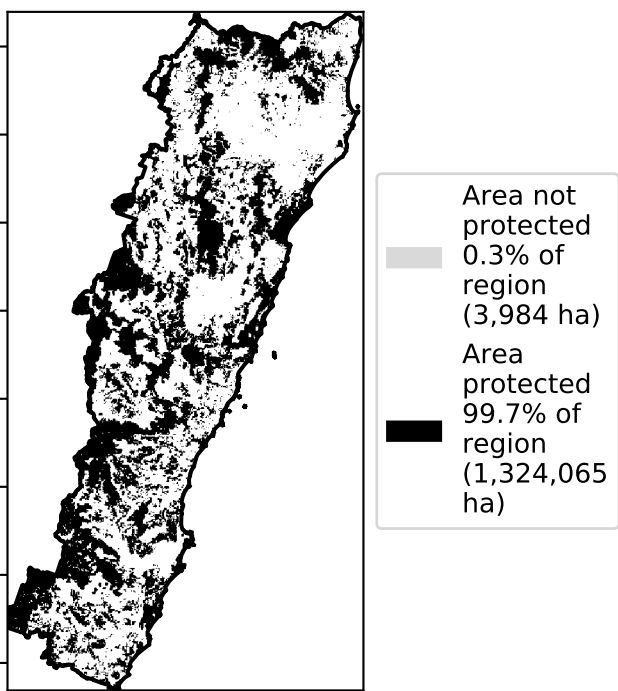 Area not
protected
0.3% of
region
(3,984 ha)
Area
protected
99.7% of
region
(1,324,065
ha)